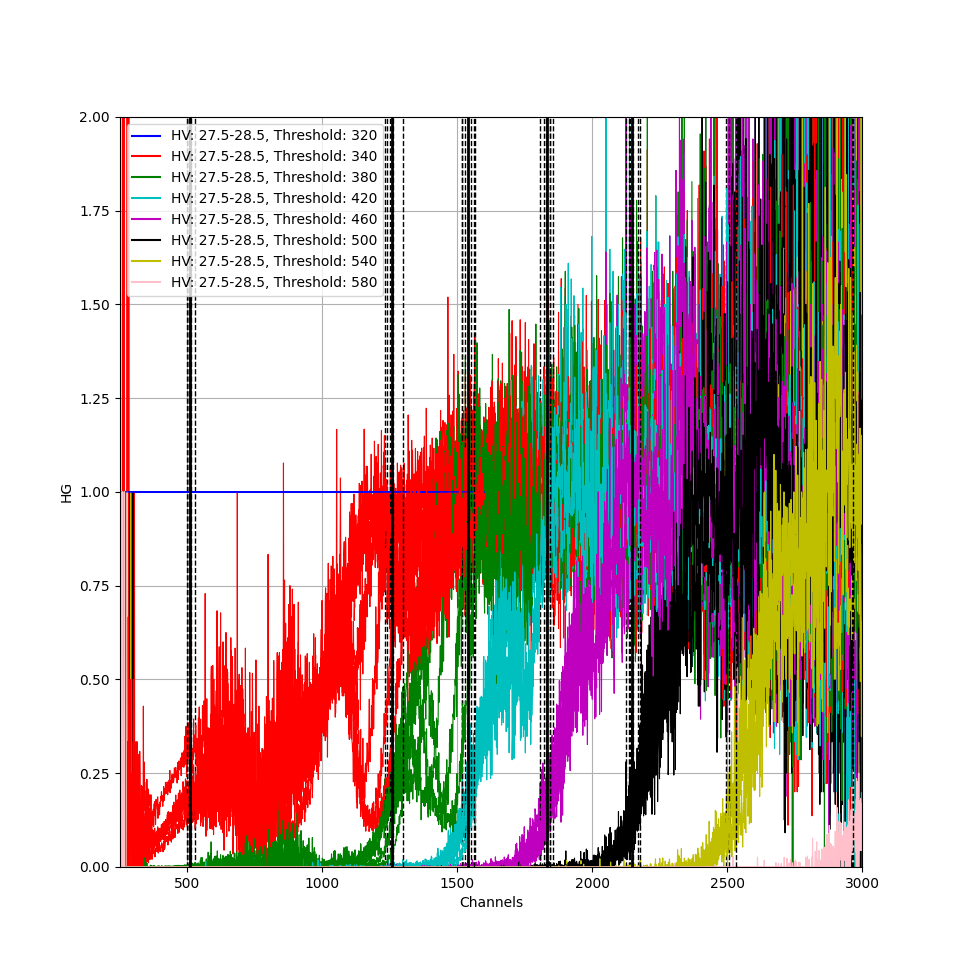 2.00
1.75
1.50
1.25
1.00
0.75
0.50
0.25
0.00
HG
HV: 27.5-28.5, Threshold: 320
HV: 27.5-28.5, Threshold: 340
HV: 27.5-28.5, Threshold: 380
HV: 27.5-28.5, Threshold: 420
HV: 27.5-28.5, Threshold: 460
HV: 27.5-28.5, Threshold: 500
HV: 27.5-28.5, Threshold: 540
HV: 27.5-28.5, Threshold: 580
500 1000 1500 2000 2500 3000
Channels